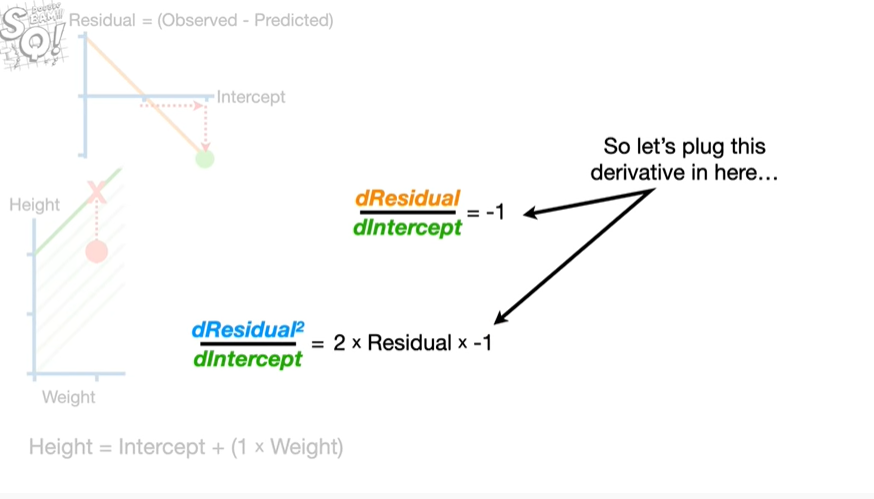 Residual = (Observed - Predicted)
Intercept
So let's plug this
derivative in here...
dResidual
dIntercept
= -1
Height
dResidual²
dIntercept
= 2 × Residual × -1
Weight
Height = Intercept + (1 × Weight)